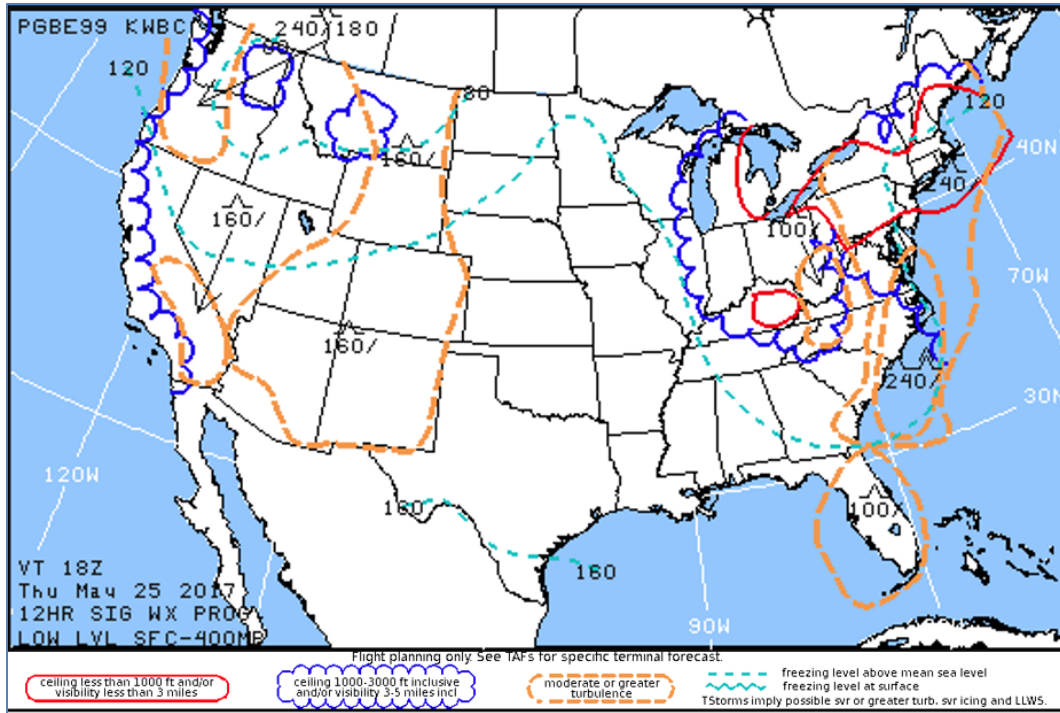 PGBE99 KWBC
240/180
120
80
80
160/
120
40N
240/
160/
100/
70W
160/
240/
30N
120W
160
100/
160
VT 18Z
Thu May 25 2017
12HR SIG WX PROG
LOW LVL SFC-400MB
90W
Flight planning only. See TAFs for specific terminal forecast.
ceiling less than 1000 ft and/or
visibility less than 3 miles
ceiling 1000-3000 ft inclusive
and/or visibility 3-5 miles incl
moderate or greater
turbulence
freezing level above mean sea level
freezing level at surface
TStorms imply possible svr or greater turb. svr icing and LLWS.